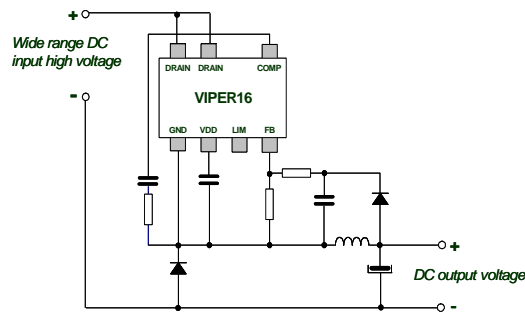 +
Wide range DC
input high voltage
-
DRAIN DRAIN COMP
VIPER16
GND VDD LIM FB
+
DC output voltage
-